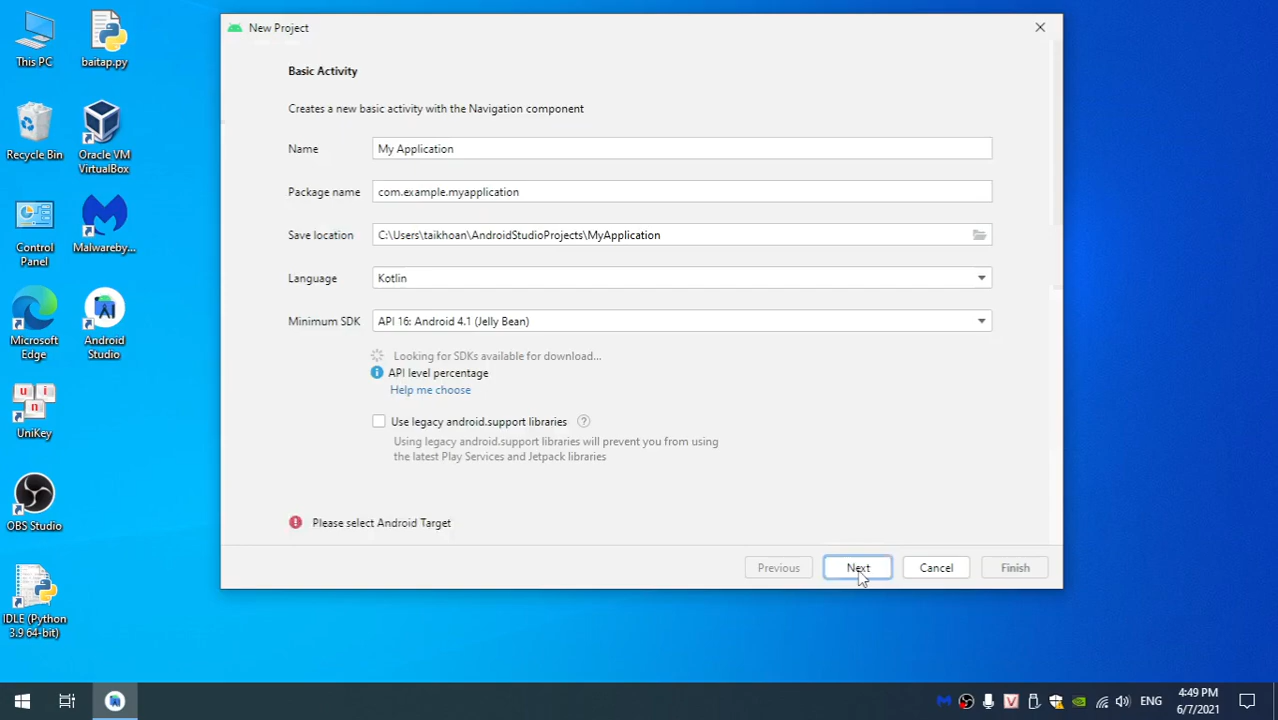 New Project
Basic Activity
Creates a new basic activity with the Navigation component
Name
My Application
Package name
com.example.myapplication
Save location
C:\Users\taikhoan\AndroidStudioProjects\MyApplication
Language
Kotlin
Minimum SDK
API 16: Android 4.1 (Jelly Bean)
Looking for SDKs available for download...
i
API level percentage
Help me choose
Use legacy android.support libraries
?
Using legacy android.support libraries will prevent you from using
the latest Play Services and Jetpack libraries
!
Please select Android Target
Previous
Next
Cancel
Finish
This PC
baitap.py
Recycle Bin
Oracle VM
VirtualBox
Control
Panel
Malwareby...
Microsoft
Edge
Android
Studio
u
n
i
UniKey
OBS Studio
IDLE (Python
3.9 64-bit)
V
ENG
4:49 PM
6/7/2021